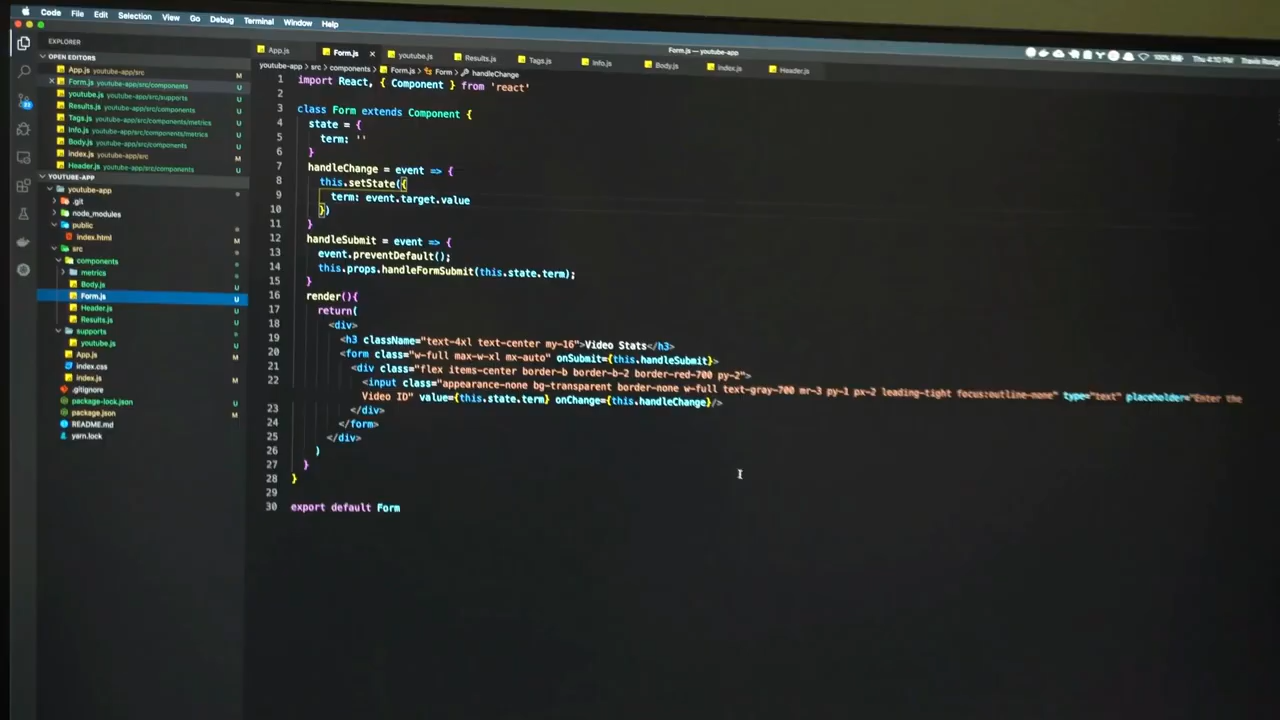 Code File Edit Selection View Go Debug Terminal Window Help
Form.js — youtube-app
100% Thu 4:10 PM Travis
EXPLORER
OPEN EDITORS
App.js youtube-app/src M
Form.js youtube-app/src/components U
youtube.js youtube-app/src/supports U
Results.js youtube-app/src/components U
Tags.js youtube-app/src/components/metrics U
Info.js youtube-app/src/components/metrics U
Body.js youtube-app/src/components U
index.js youtube-app/src M
Header.js youtube-app/src/components U
YOUTUBE-APP
youtube-app
.git
node_modules
public
index.html M
src
components
metrics
Body.js U
Form.js U
Header.js U
Results.js U
supports
youtube.js U
App.js M
index.css
index.js M
.gitignore
package-lock.json U
package.json M
README.md
yarn.lock
App.js Form.js × youtube.js Results.js Tags.js Info.js Body.js index.js Header.js
youtube-app > src > components > Form.js > Form > handleChange
1 import React, { Component } from 'react'
2
3 class Form extends Component {
4 state = {
5 term: ''
6 }
7 handleChange = event => {
8 this.setState({
9 term: event.target.value
10 })
11 }
12 handleSubmit = event => {
13 event.preventDefault();
14 this.props.handleFormSubmit(this.state.term);
15 }
16 render(){
17 return(
18 <div>
19 <h3 className="text-4xl text-center my-16">Video Stats</h3>
20 <form class="w-full max-w-xl mx-auto" onSubmit={this.handleSubmit}>
21 <div class="flex items-center border-b border-b-2 border-red-700 py-2">
22 <input class="appearance-none bg-transparent border-none w-full text-gray-700 mr-3 py-1 px-2 leading-tight focus:outline-none" type="text" placeholder="Enter the
Video ID" value={this.state.term} onChange={this.handleChange}/>
23 </div>
24 </form>
25 </div>
26 )
27 }
28 }
29
30 export default Form